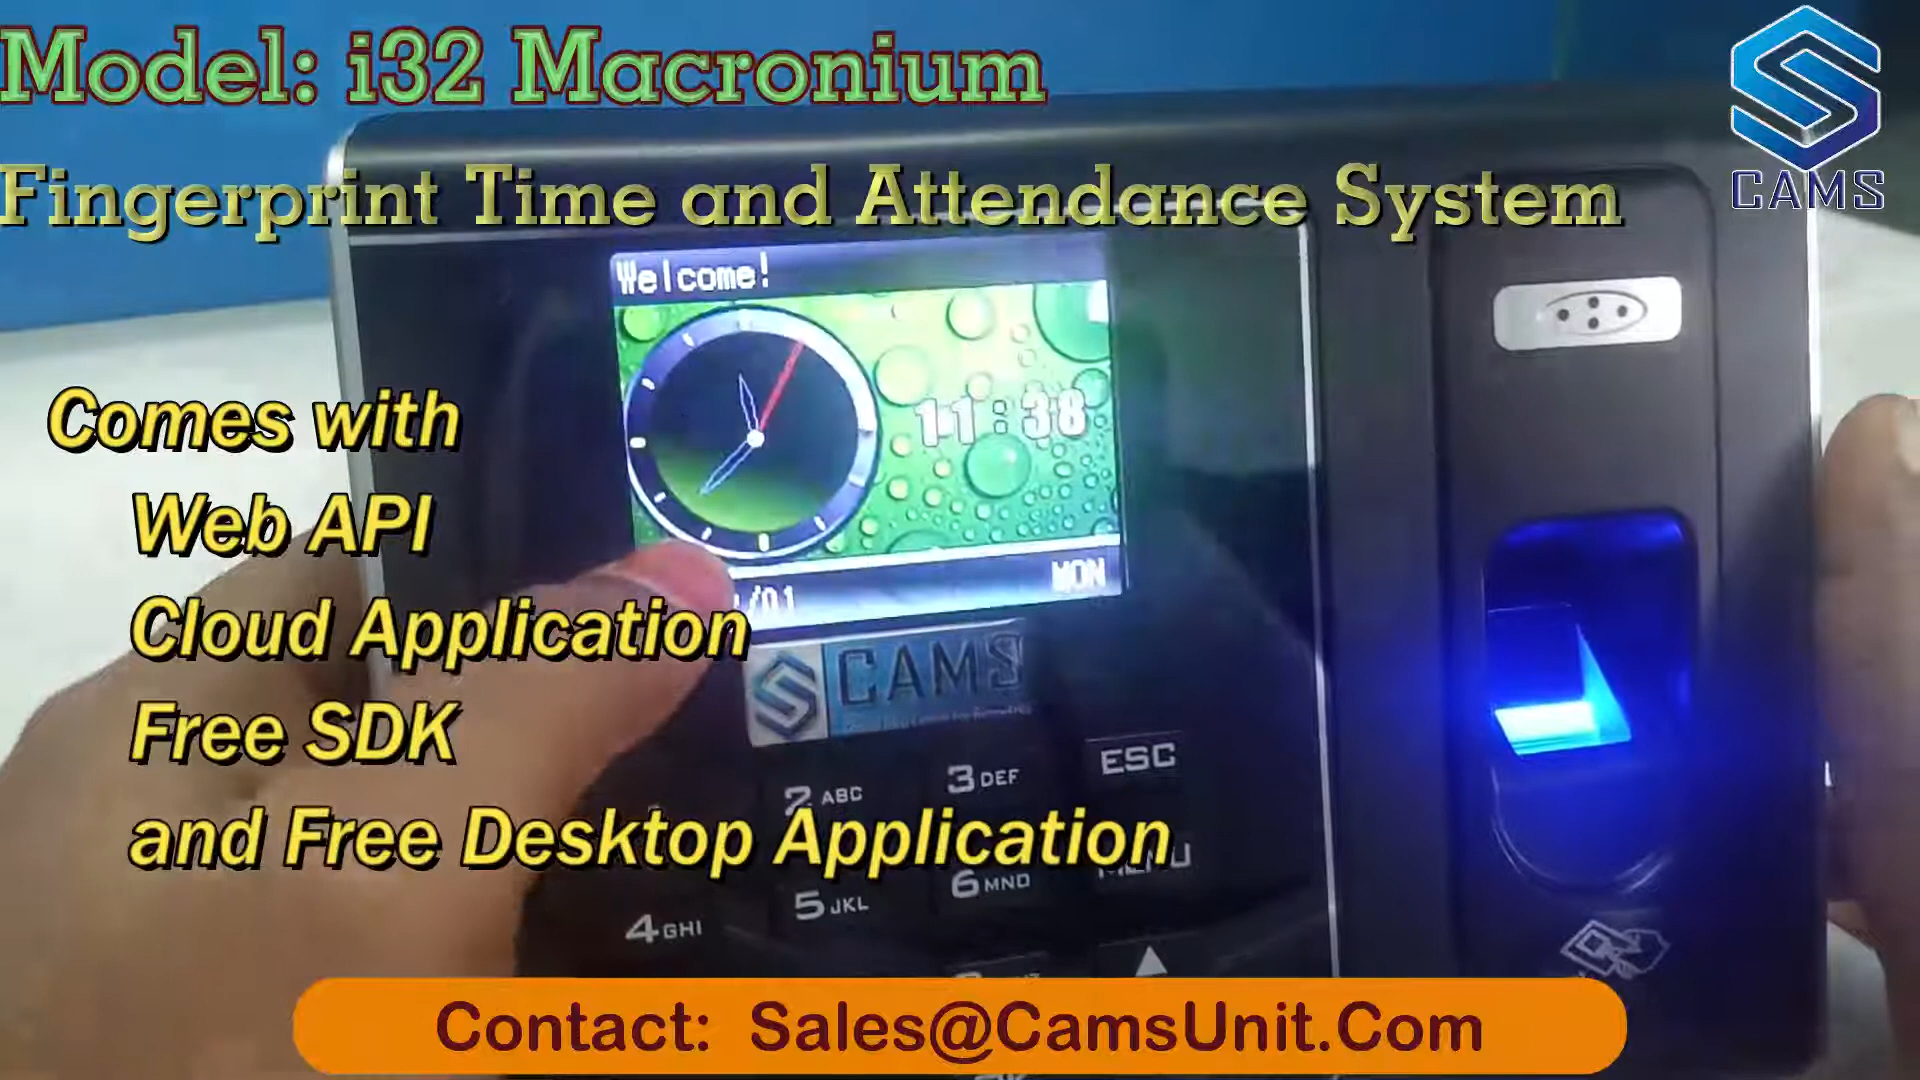 Model: i32 Macronium
CAMS
Fingerprint Time and Attendance System
Welcome!
11:38
Comes with
Web API
MON
/01
Cloud Application
CAMS
Free SDK
2 ABC
3 DEF
ESC
and Free Desktop Application
MENU
4 GHI
5 JKL
6 MNO
Contact: Sales@CamsUnit.Com